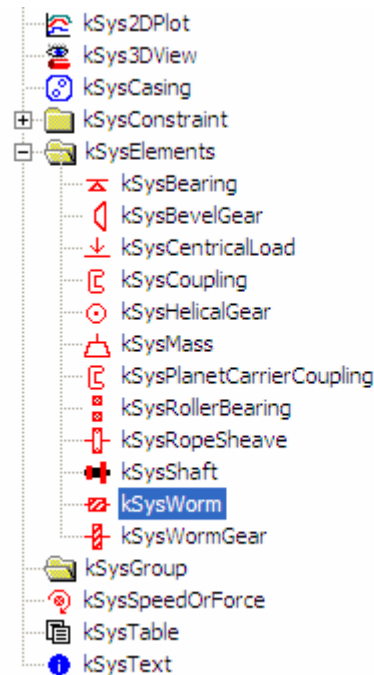 kSys2DPlot
kSys3DView
kSysCasing
kSysConstraint
kSysElements
kSysBearing
kSysBevelGear
kSysCentricalLoad
kSysCoupling
kSysHelicalGear
kSysMass
kSysPlanetCarrierCoupling
kSysRollerBearing
kSysRopeSheave
kSysShaft
kSysWorm
kSysWormGear
kSysGroup
kSysSpeedOrForce
kSysTable
kSysText